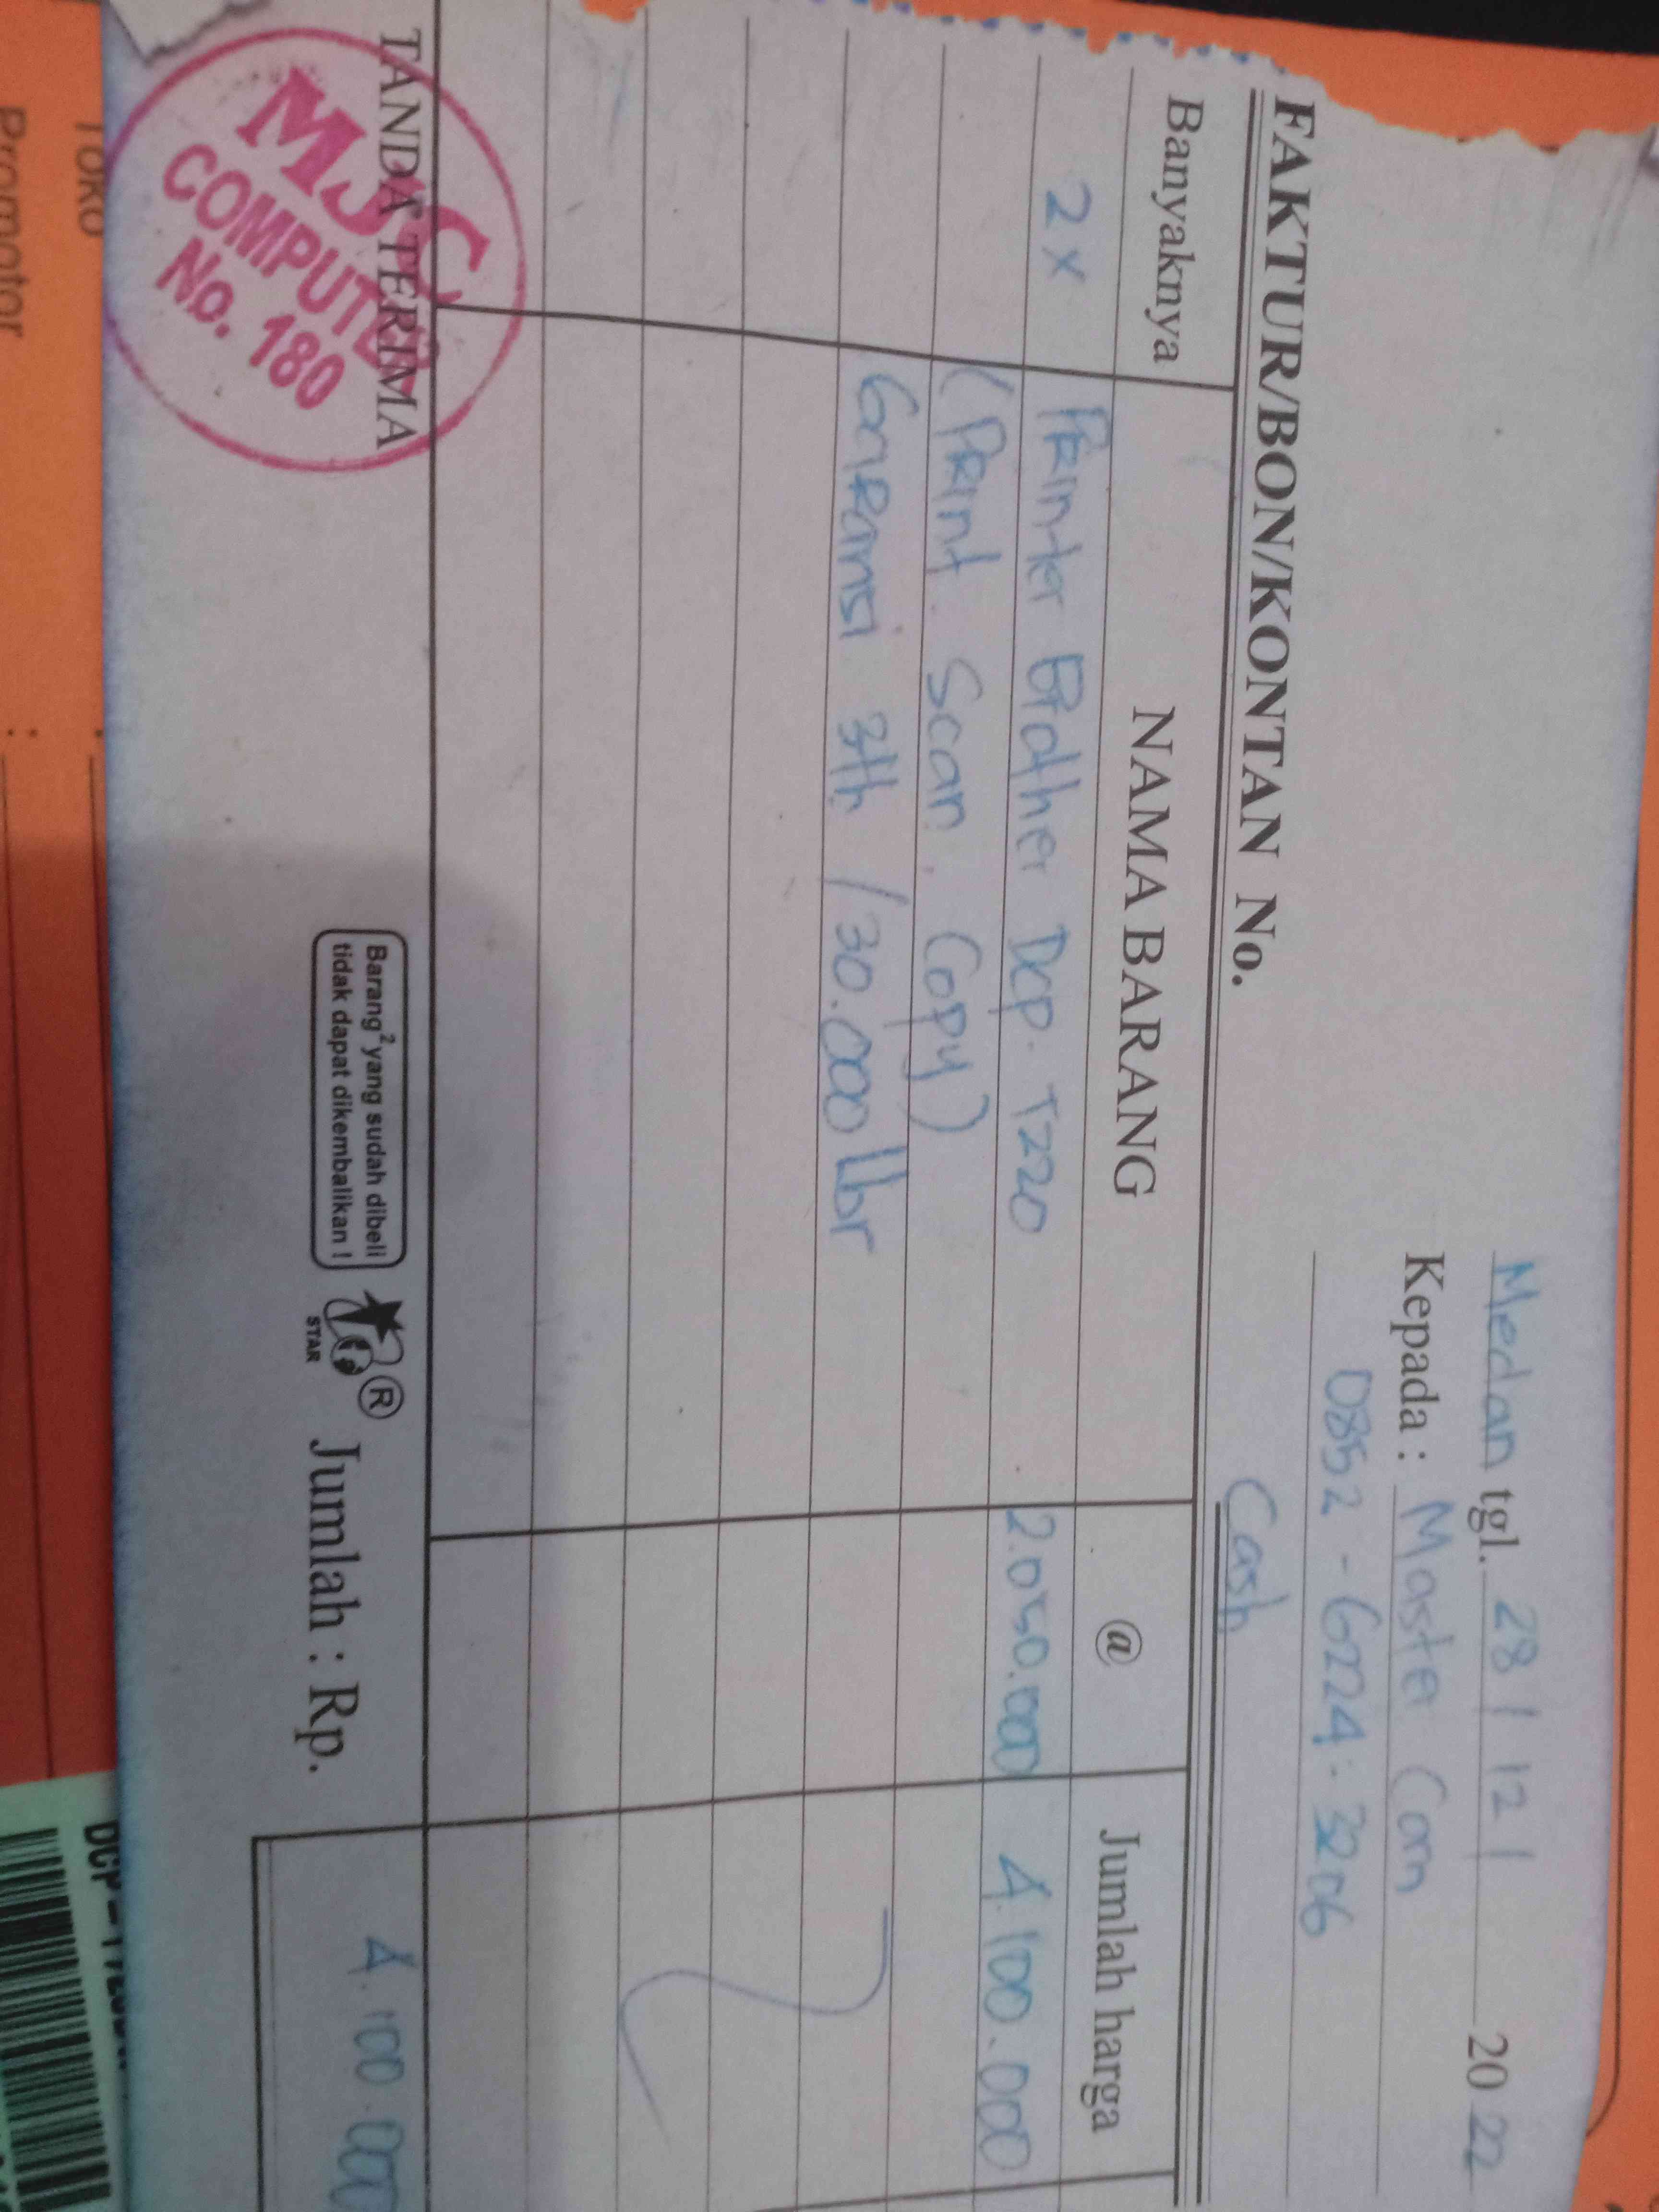 Medan tgl. 28 / 12 / 20 22
Kepada : Master Com
0852 - 6224 : 3206
Cash
FAKTUR/BON/KONTAN No.
Banyaknya NAMA BARANG @ Jumlah harga
2 x Printer Brother Dcp. T220 2.050.000 4.100.000
(Print. Scan. Copy)
Garansi 3th / 30.000 lbr
TANDA TERIMA
Barang² yang sudah dibeli
tidak dapat dikembalikan !
STAR
®
Jumlah : Rp. 4.100.000
MJC
COMPUTER
No. 180
Toko :
Promotor :